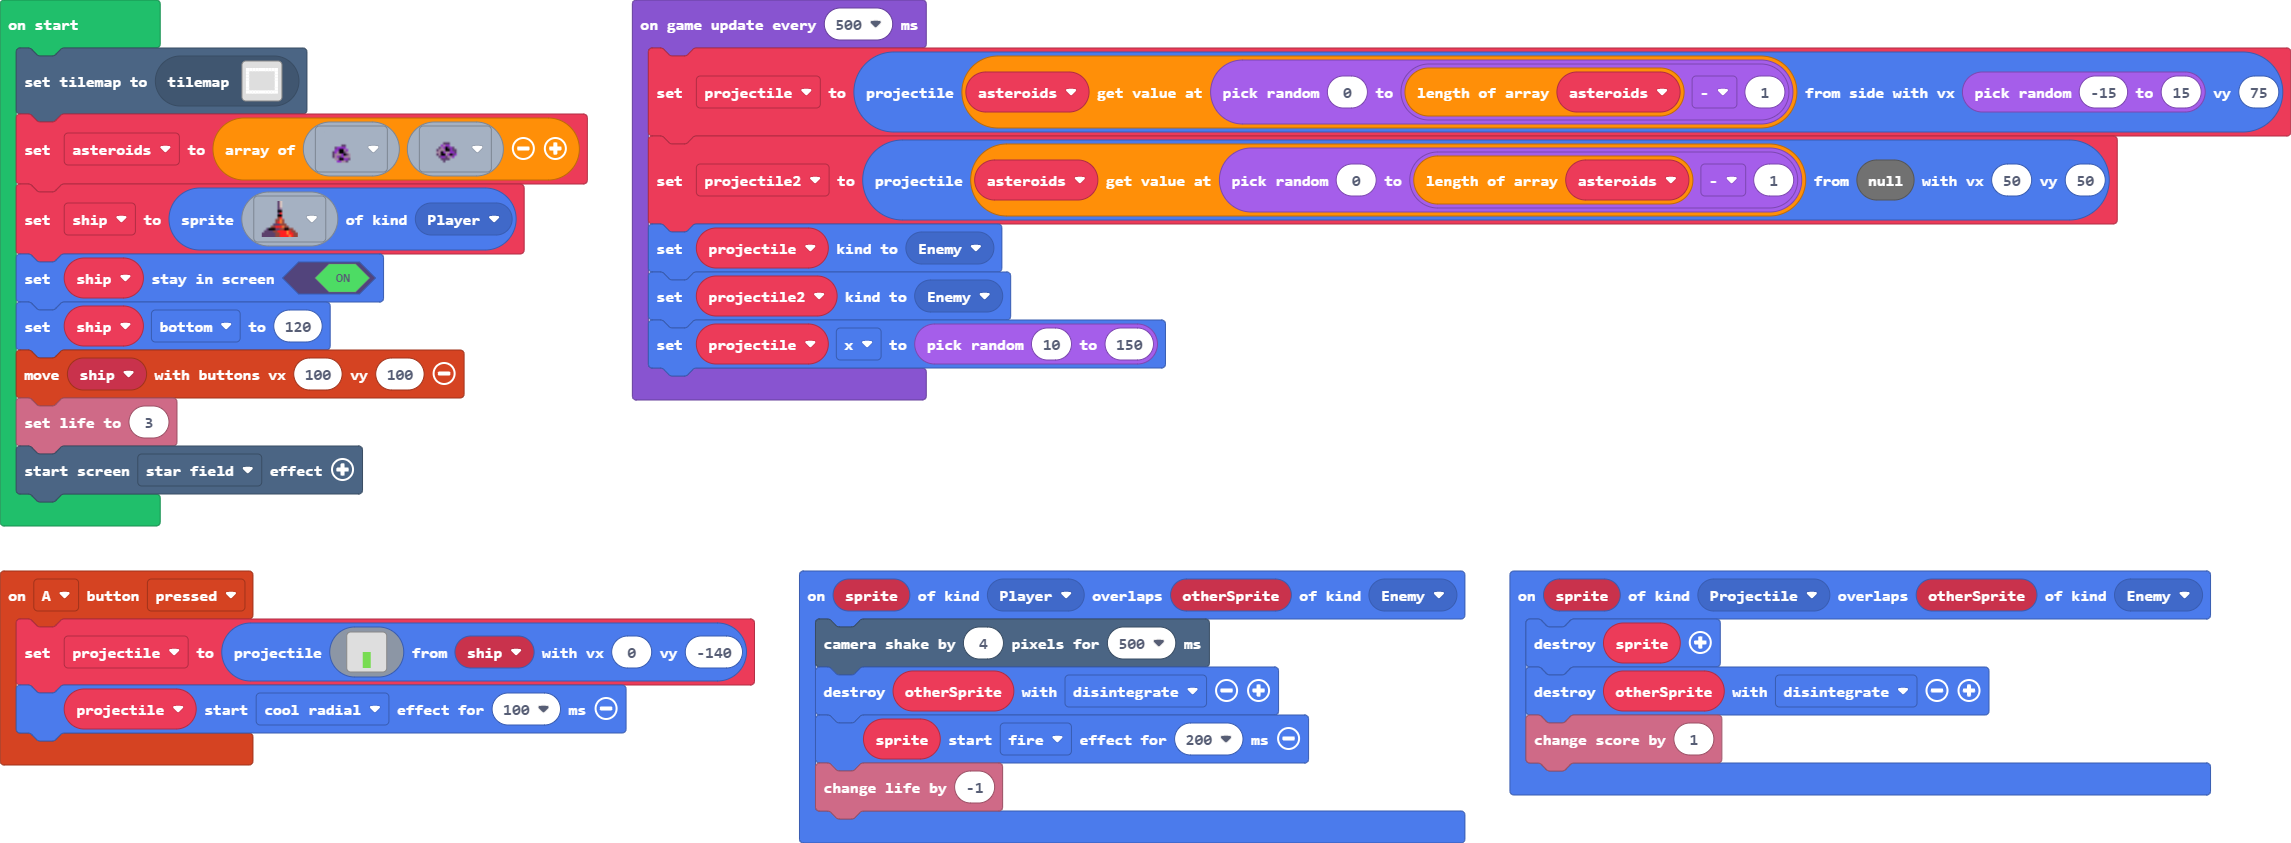 on start
set tilemap to tilemap
set asteroids to array of
set ship to sprite of kind Player
set ship stay in screen ON
set ship bottom to 120
move ship with buttons vx 100 vy 100
set life to 3
start screen star field effect
on game update every 500 ms
set projectile to projectile asteroids get value at pick random 0 to length of array asteroids - 1 from side with vx pick random -15 to 15 vy 75
set projectile2 to projectile asteroids get value at pick random 0 to length of array asteroids - 1 from null with vx 50 vy 50
set projectile kind to Enemy
set projectile2 kind to Enemy
set projectile x to pick random 10 to 150
on A button pressed
set projectile to projectile from ship with vx 0 vy -140
projectile start cool radial effect for 100 ms
on sprite of kind Player overlaps otherSprite of kind Enemy
camera shake by 4 pixels for 500 ms
destroy otherSprite with disintegrate
sprite start fire effect for 200 ms
change life by -1
on sprite of kind Projectile overlaps otherSprite of kind Enemy
destroy sprite
destroy otherSprite with disintegrate
change score by 1